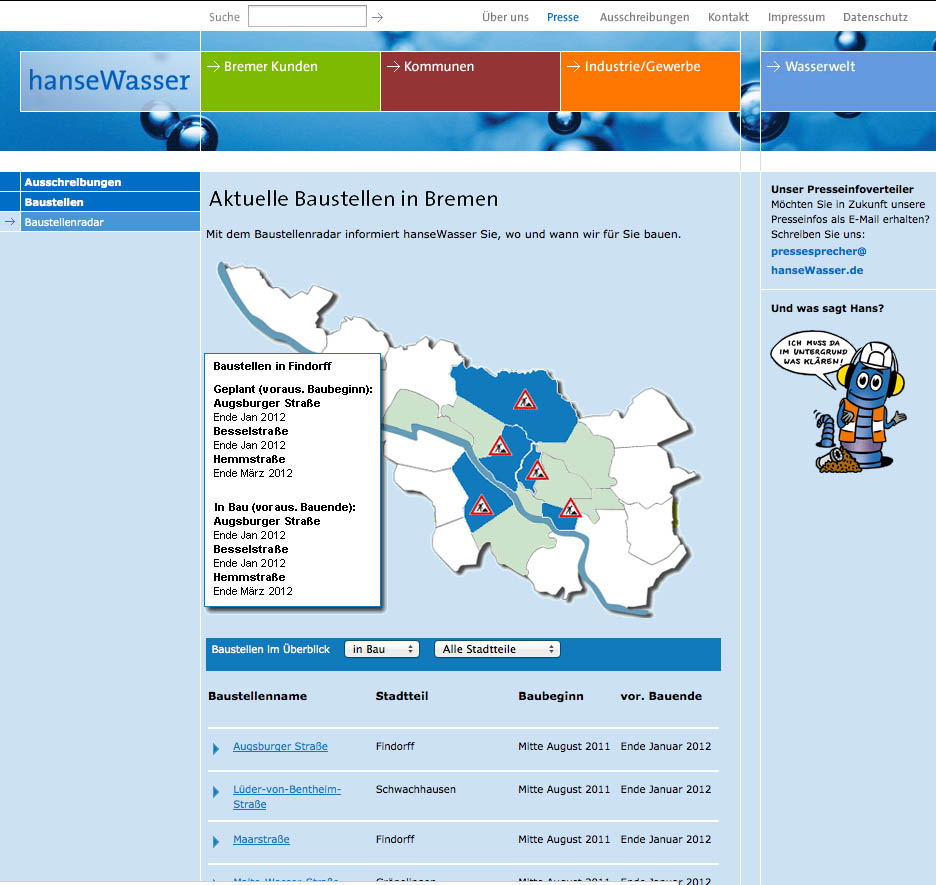 Suche
Über uns Presse Ausschreibungen Kontakt Impressum Datenschutz
hanseWasser
Bremer Kunden
Kommunen
Industrie/Gewerbe
Wasserwelt
Ausschreibungen
Baustellen
Baustellenradar
Aktuelle Baustellen in Bremen
Mit dem Baustellenradar informiert hanseWasser Sie, wo und wann wir für Sie bauen.
Baustellen in Findorff
Geplant (voraus. Baubeginn):
Augsburger Straße
Ende Jan 2012
Besselstraße
Ende Jan 2012
Hemmstraße
Ende März 2012
In Bau (voraus. Bauende):
Augsburger Straße
Ende Jan 2012
Besselstraße
Ende Jan 2012
Hemmstraße
Ende März 2012
Baustellen im Überblick in Bau Alle Stadtteile
Baustellenname Stadtteil Baubeginn vor. Bauende
Augsburger Straße Findorff Mitte August 2011 Ende Januar 2012
Lüder-von-Bentheim- Schwachhausen Mitte August 2011 Ende Januar 2012
Straße
Maarstraße Findorff Mitte August 2011 Ende Januar 2012
Unser Presseinfoverteiler
Möchten Sie in Zukunft unsere
Presseinfos als E-Mail erhalten?
Schreiben Sie uns:
pressesprecher@
hanseWasser.de
Und was sagt Hans?
ICH MUSS DA
IM UNTERGRUND
WAS KLÄREN!